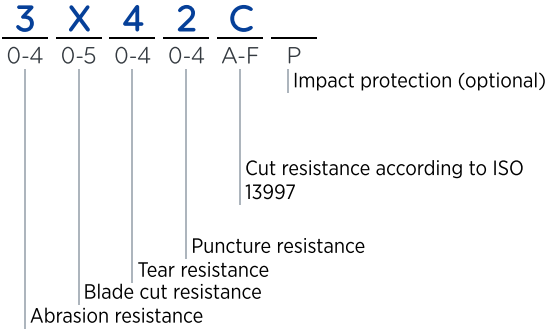 3 X 4 2 C
0-4 0-5 0-4 0-4 A-F P
Impact protection (optional)
Cut resistance according to ISO
13997
Puncture resistance
Tear resistance
Blade cut resistance
Abrasion resistance